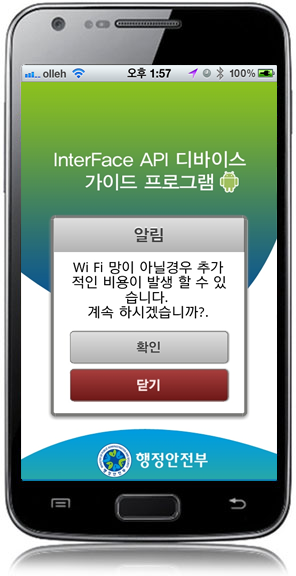 olleh 오후 1:57 100%
InterFace API 디바이스
가이드 프로그램
알림
Wi Fi 망이 아닐경우 추가
적인 비용이 발생 할 수 있
습니다.
계속 하시겠습니까?.
확인
닫기
행정안전부